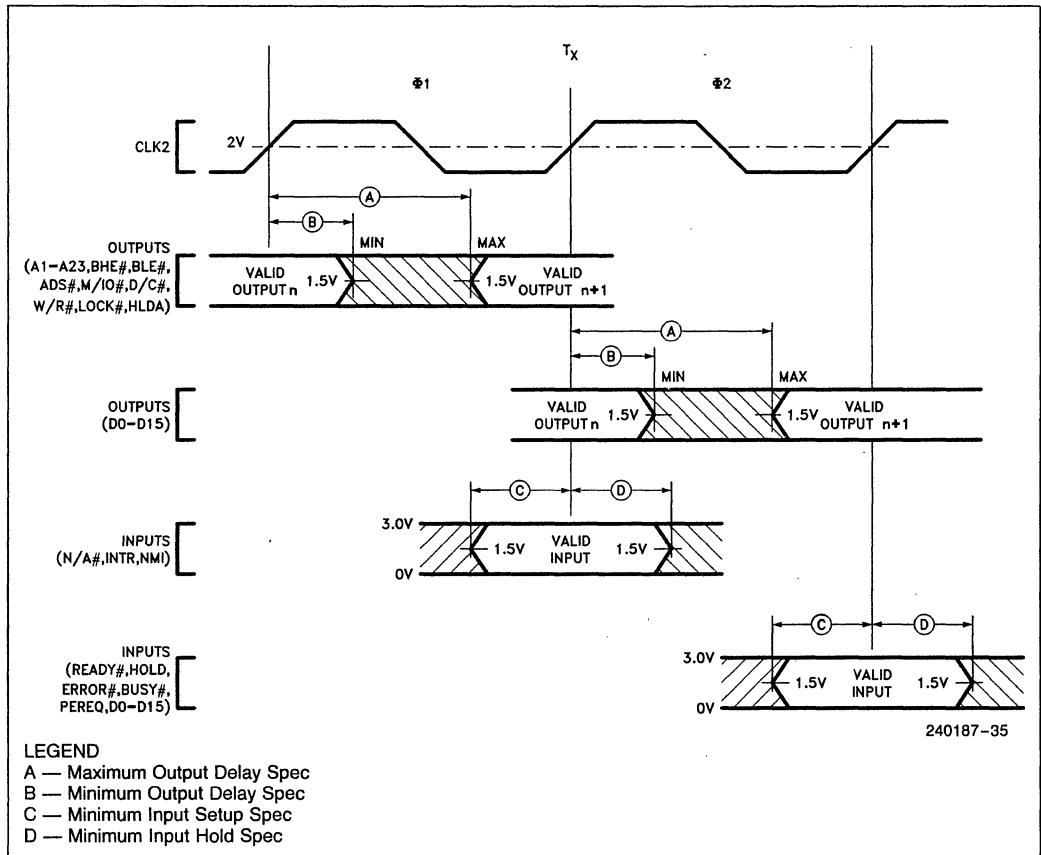 TX
Φ1 Φ2
CLK2 2V
A
B
MIN MAX
OUTPUTS
(A1-A23,BHE#,BLE#,
ADS#,M/IO#,D/C#,
W/R#,LOCK#,HLDA)
VALID
OUTPUT n
1.5V
1.5V
VALID
OUTPUT n+1
A
B
MIN MAX
OUTPUTS
(D0-D15)
VALID
OUTPUT n
1.5V
1.5V
VALID
OUTPUT n+1
C D
INPUTS
(N/A#,INTR,NMI)
3.0V
0V
1.5V
VALID
INPUT
1.5V
C D
INPUTS
(READY#,HOLD,
ERROR#,BUSY#,
PEREQ,D0-D15)
3.0V
0V
1.5V
VALID
INPUT
1.5V
240187-35
LEGEND
A — Maximum Output Delay Spec
B — Minimum Output Delay Spec
C — Minimum Input Setup Spec
D — Minimum Input Hold Spec